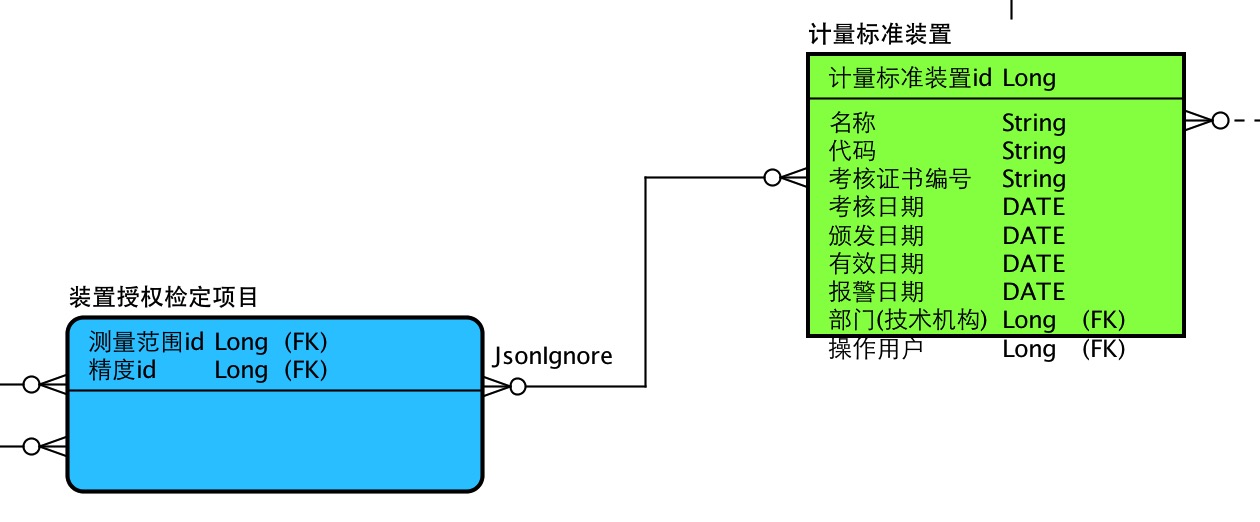 计量标准装置
计量标准装置id Long
名称 String
代码 String
考核证书编号 String
考核日期 DATE
颁发日期 DATE
有效日期 DATE
报警日期 DATE
部门(技术机构) Long (FK)
操作用户 Long (FK)
装置授权检定项目
测量范围id Long (FK)
精度id Long (FK)
JsonIgnore